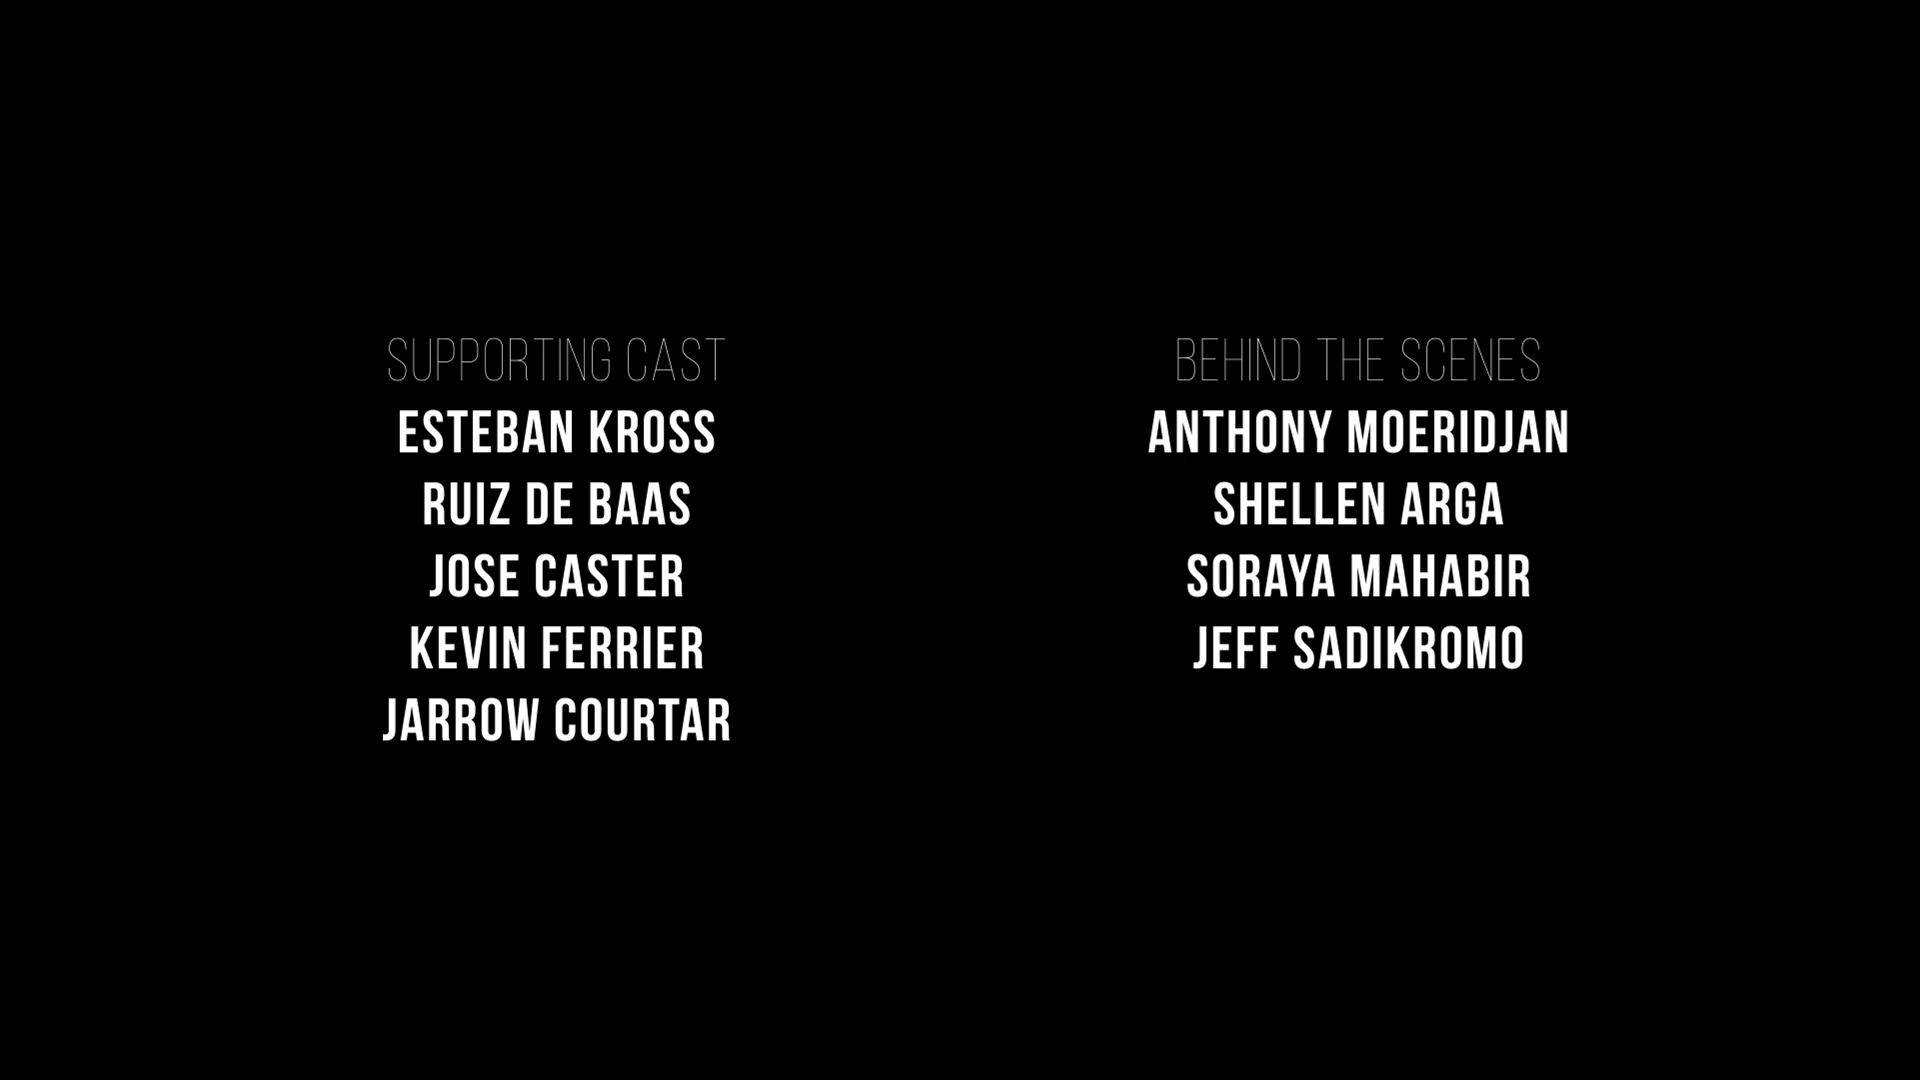 SUPPORTING CAST
ESTEBAN KROSS
RUIZ DE BAAS
JOSE CASTER
KEVIN FERRIER
JARROW COURTAR
BEHIND THE SCENES
ANTHONY MOERIDJAN
SHELLEN ARGA
SORAYA MAHABIR
JEFF SADIKROMO